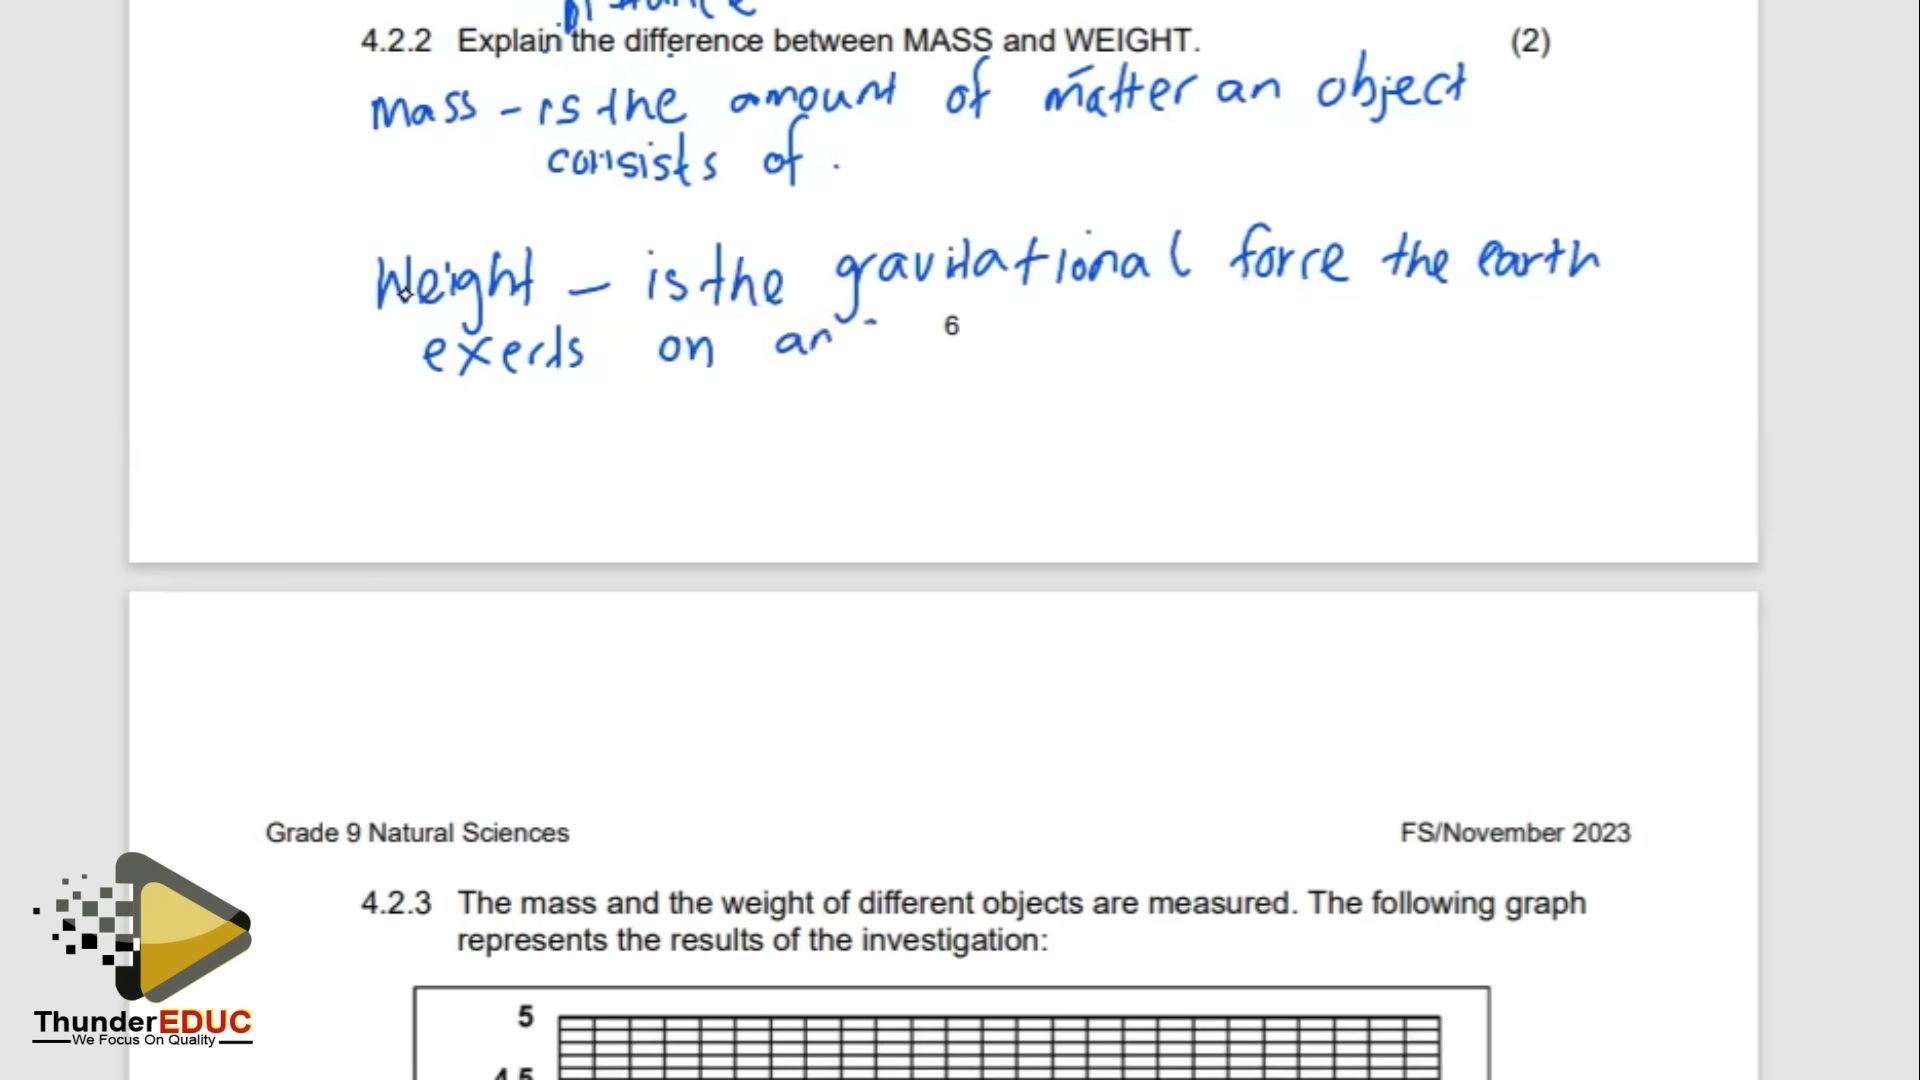 4.2.2 Explain the difference between MASS and WEIGHT. (2)
Mass - is the amount of matter an object
consists of.
Weight - is the gravitational force the earth
exerts on an
6
Grade 9 Natural Sciences FS/November 2023
4.2.3 The mass and the weight of different objects are measured. The following graph
represents the results of the investigation:
5
4.5
ThunderEDUC
We Focus On Quality